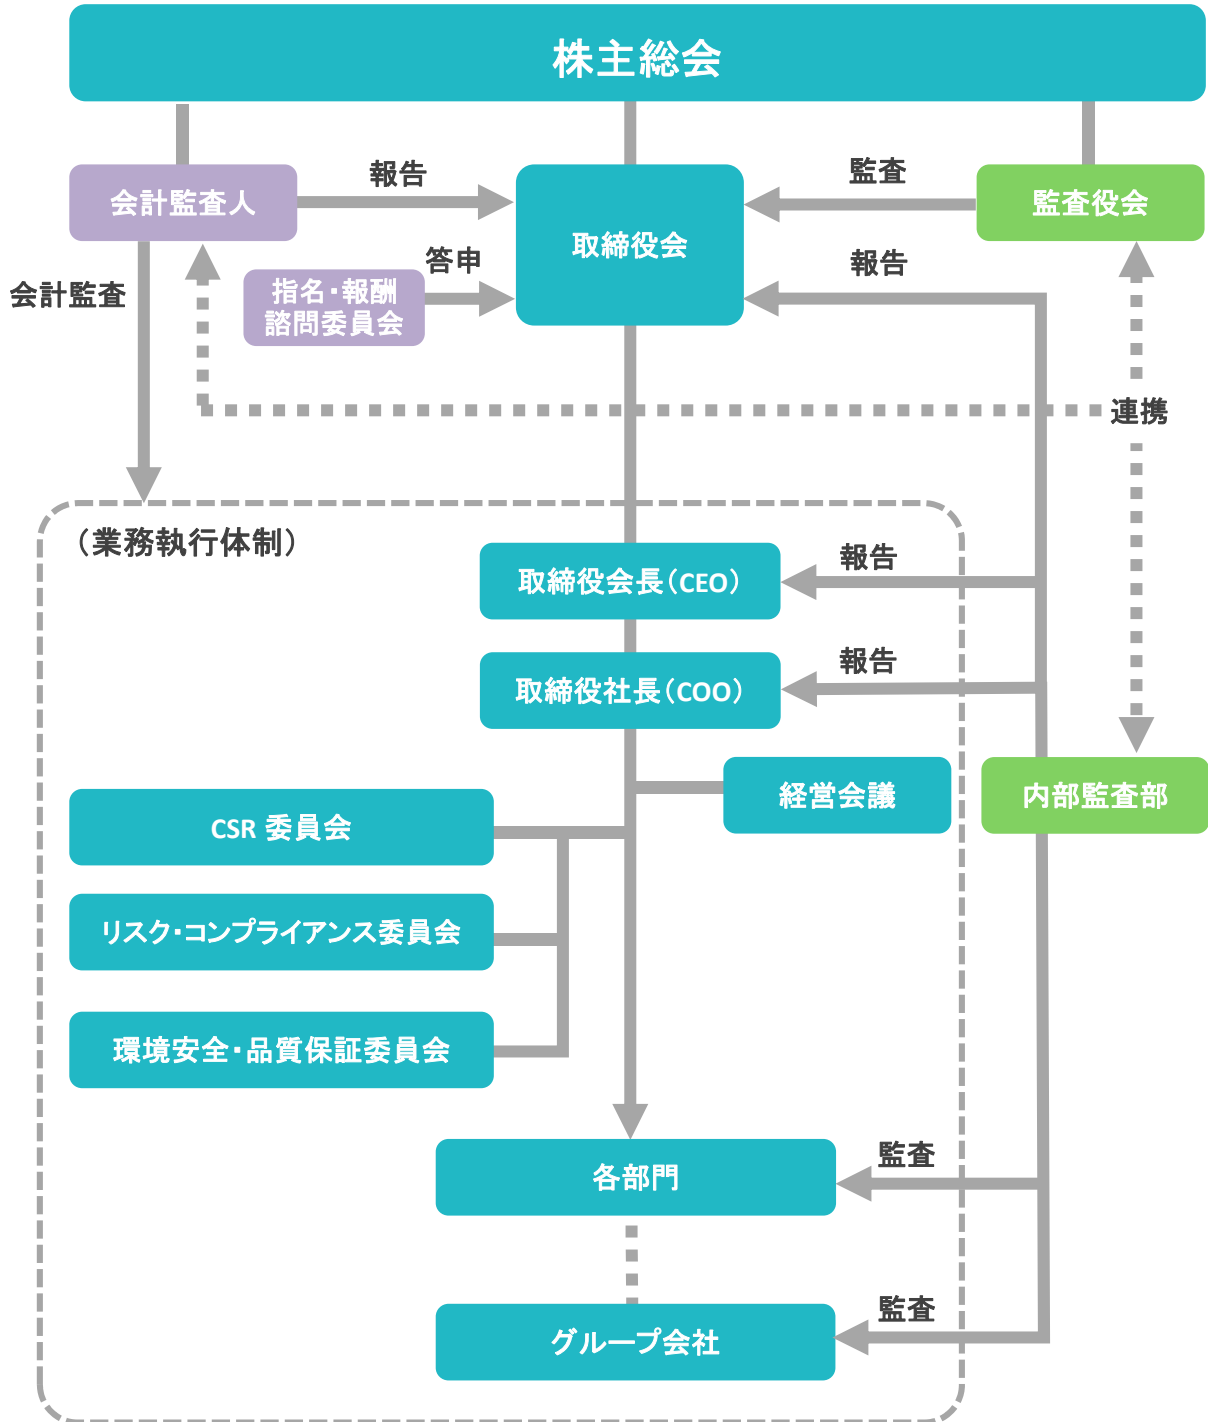 株主総会
会計監査人
報告
取締役会
監査
監査役会
会計監査
指名・報酬
諮問委員会
答申
報告
連携
（業務執行体制）
取締役会長（CEO）
報告
取締役社長（COO）
報告
経営会議
内部監査部
CSR 委員会
リスク・コンプライアンス委員会
環境安全・品質保証委員会
各部門
監査
グループ会社
監査